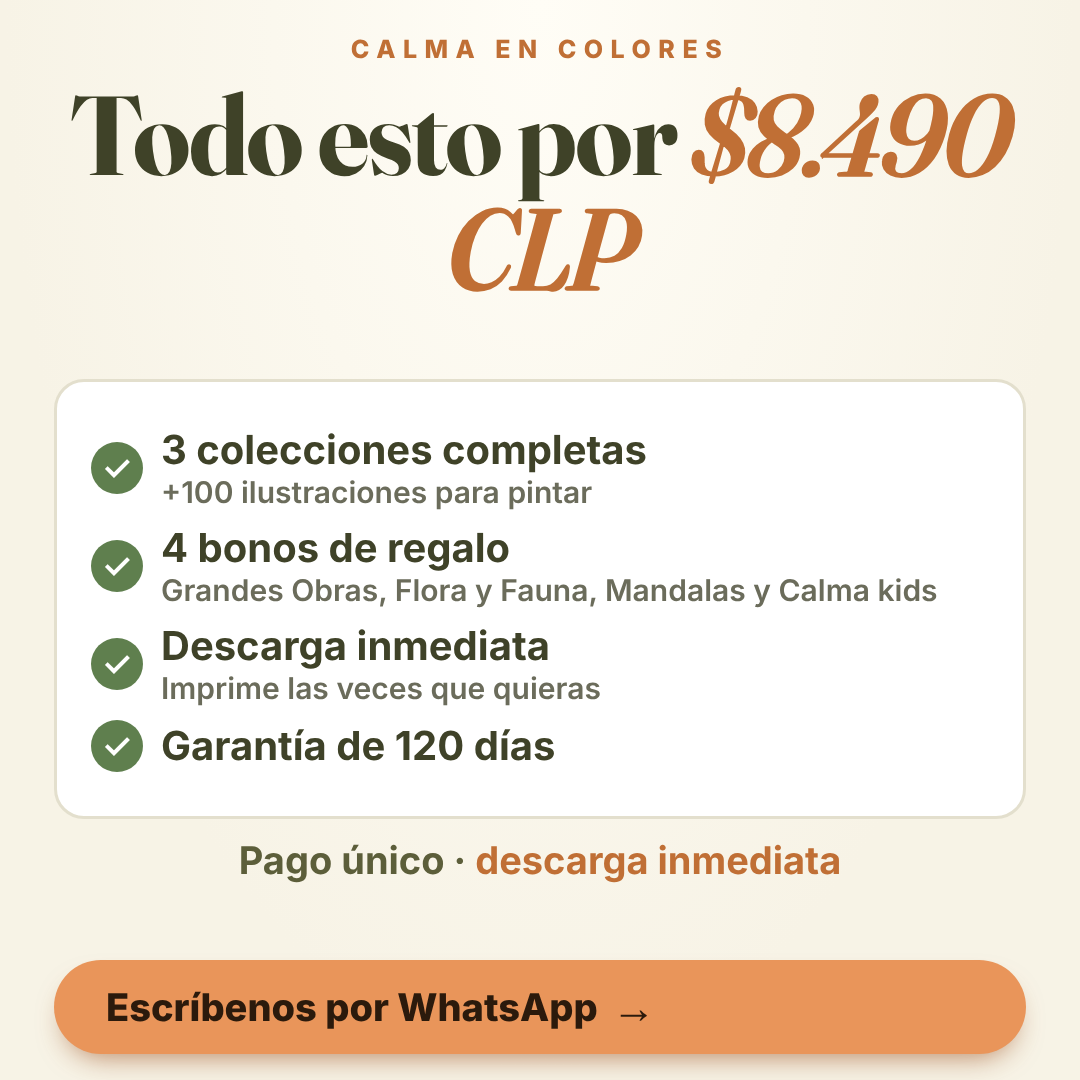 CALMA EN COLORES
Todo esto por $8.490
CLP
3 colecciones completas
+100 ilustraciones para pintar
4 bonos de regalo
Grandes Obras, Flora y Fauna, Mandalas y Calma kids
Descarga inmediata
Imprime las veces que quieras
Garantía de 120 días
Pago único · descarga inmediata
Escríbenos por WhatsApp →